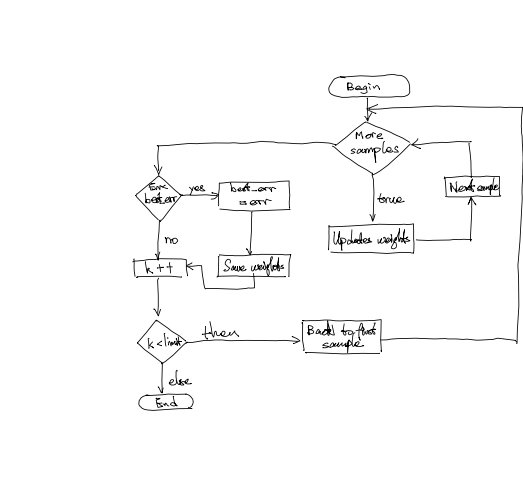 Begin
More
samples
true
Updates weights
Next sample
Err<
best_err
yes
best_err
= err
no
Save weights
k++
k < limit
then
Back to first
sample
else
End